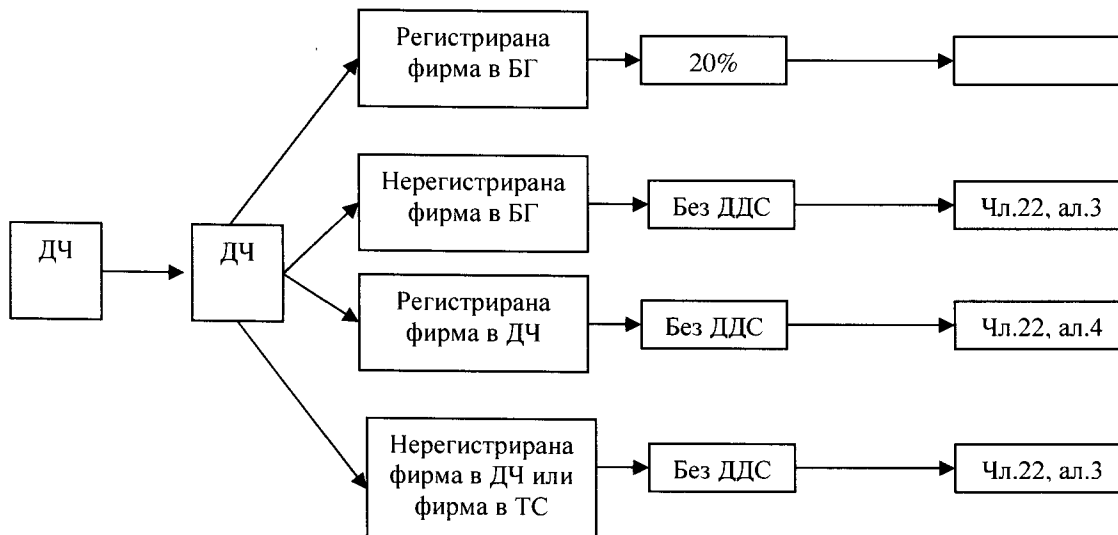 Регистрирана
фирма в БГ
20%
Нерегистрирана
фирма в БГ
Без ДДС
Чл.22, ал.3
ДЧ
ДЧ
Регистрирана
фирма в ДЧ
Без ДДС
Чл.22, ал.4
Нерегистрирана
фирма в ДЧ или
фирма в ТС
Без ДДС
Чл.22, ал.3